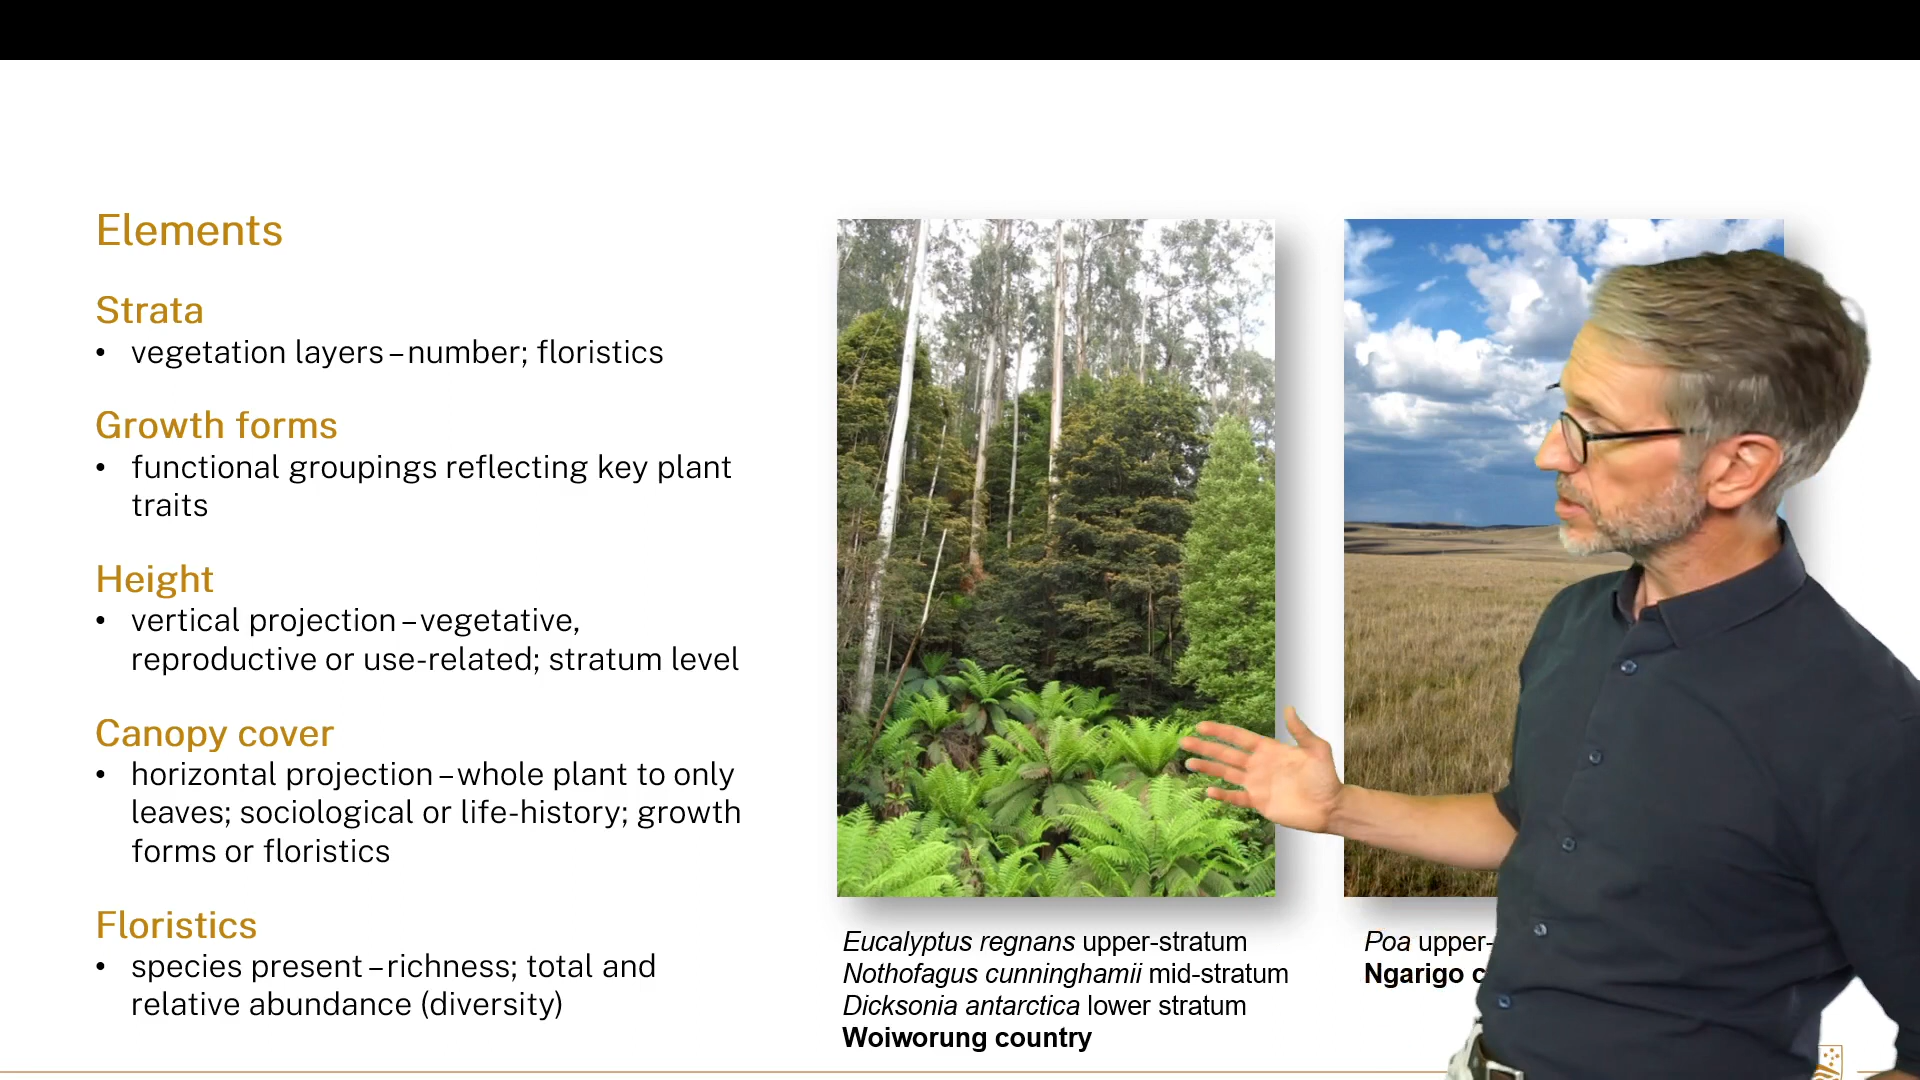 Elements
Strata
• vegetation layers – number; floristics
Growth forms
• functional groupings reflecting key plant
traits
Height
• vertical projection – vegetative,
reproductive or use-related; stratum level
Canopy cover
• horizontal projection – whole plant to only
leaves; sociological or life-history; growth
forms or floristics
Floristics
• species present – richness; total and
relative abundance (diversity)
Eucalyptus regnans upper-stratum
Nothofagus cunninghamii mid-stratum
Dicksonia antarctica lower stratum
Woiworung country
Poa upper-
Ngarigo c